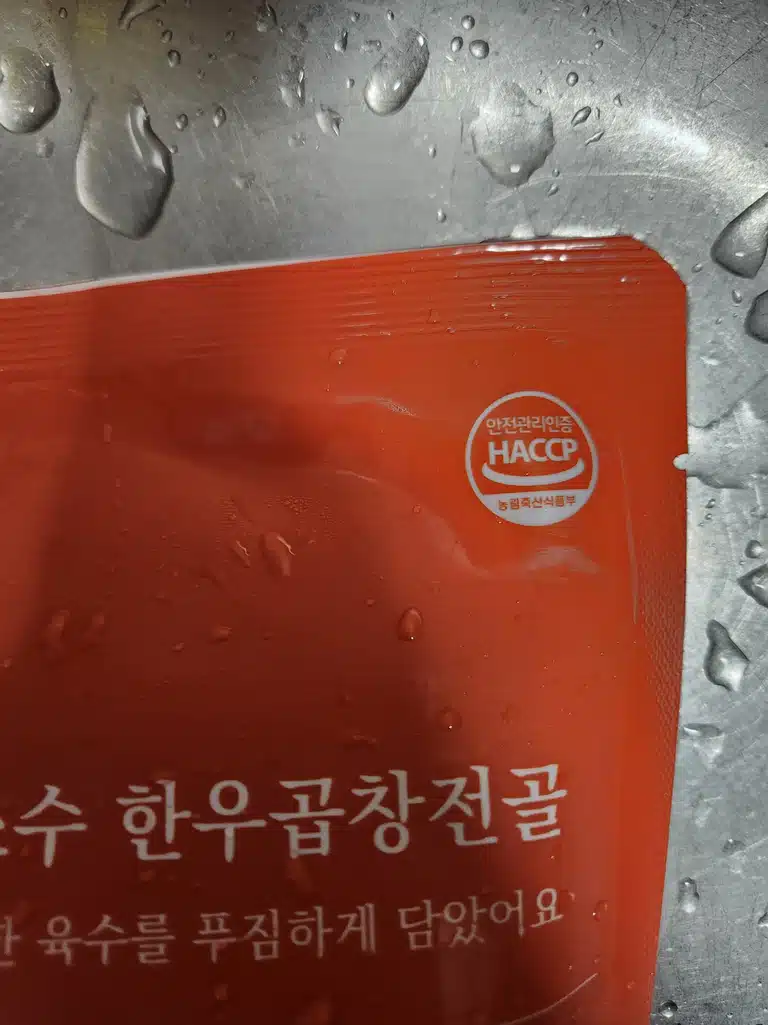 안전관리인증
HACCP
농림축산식품부
수 한우곱창전골
육수를 푸짐하게 담았어요